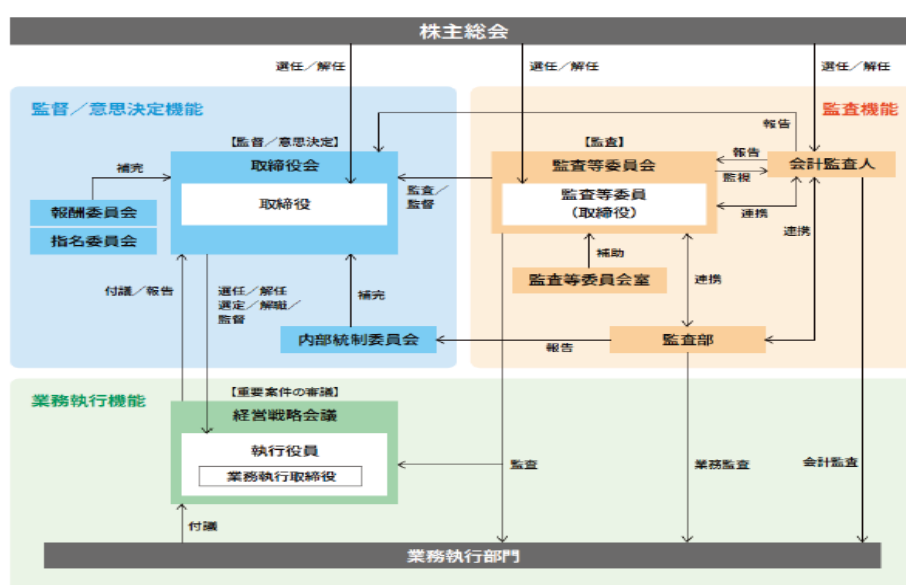 株主総会
選任／解任
選任／解任
選任／解任
監督／意思決定機能
監査機能
【監督／意思決定】
取締役会
取締役
補完
報酬委員会
指名委員会
監査／
監督
【監査】
監査等委員会
監査等委員
（取締役）
報告
報告
監視
会計監査人
連携
連携
補助
監査等委員会室
連携
付議／報告
選任／解任
選定／解職／
監督
補完
内部統制委員会
報告
監査部
業務執行機能
【重要案件の審議】
経営戦略会議
執行役員
業務執行取締役
監査
業務監査
会計監査
付議
業務執行部門